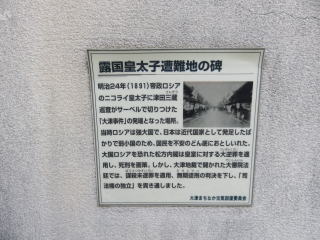 露国皇太子遭難地の碑
明治24年(1891)帝政ロシア
のニコライ皇太子に津田三蔵
巡査がサーベルで切りつけた
「大津事件」の発端となった場所。
当時ロシアは強大国で、日本は近代国家として発足したば
かりで弱小国のため、国民を不安のどん底におとしいれた。
大国ロシアを恐れた松方内閣は皇室に対する大逆罪を適
用し、死刑を画策。しかし、大津地裁で開かれた大審院法
廷では、謀殺未遂罪を適用、無期徒刑の判決を下し、「司
法権の独立」を貫き通しました。
大津まちなか元気回復委員会